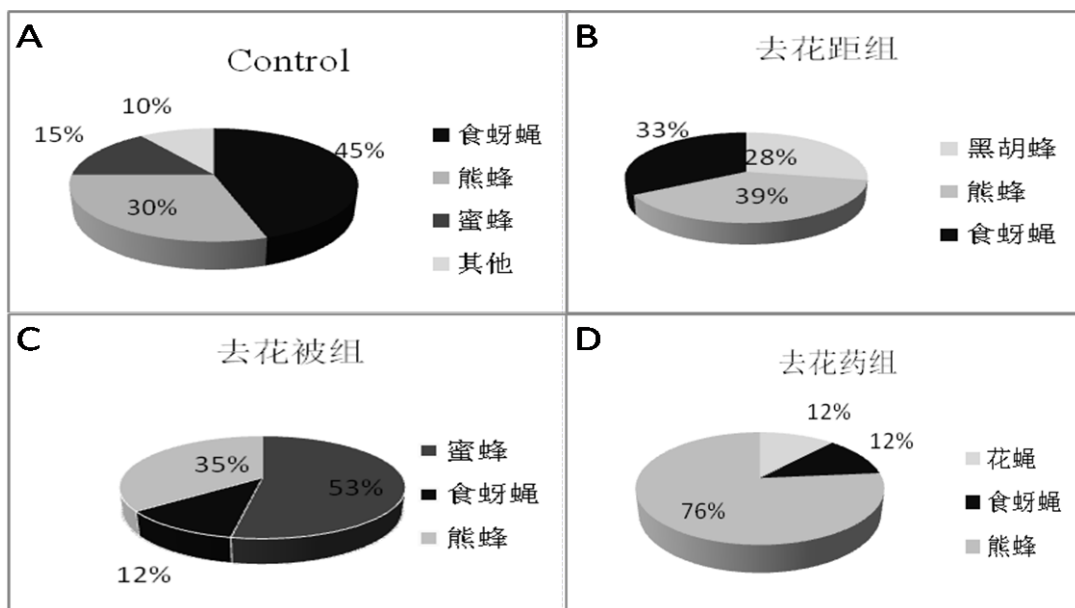 A
Control
10%
15%
45%
30%
食蚜蝇
熊蜂
蜜蜂
其他
B
去花距组
33%
28%
39%
黑胡蜂
熊蜂
食蚜蝇
C
去花被组
35%
53%
12%
蜜蜂
食蚜蝇
熊蜂
D
去花药组
12%
12%
76%
花蝇
食蚜蝇
熊蜂